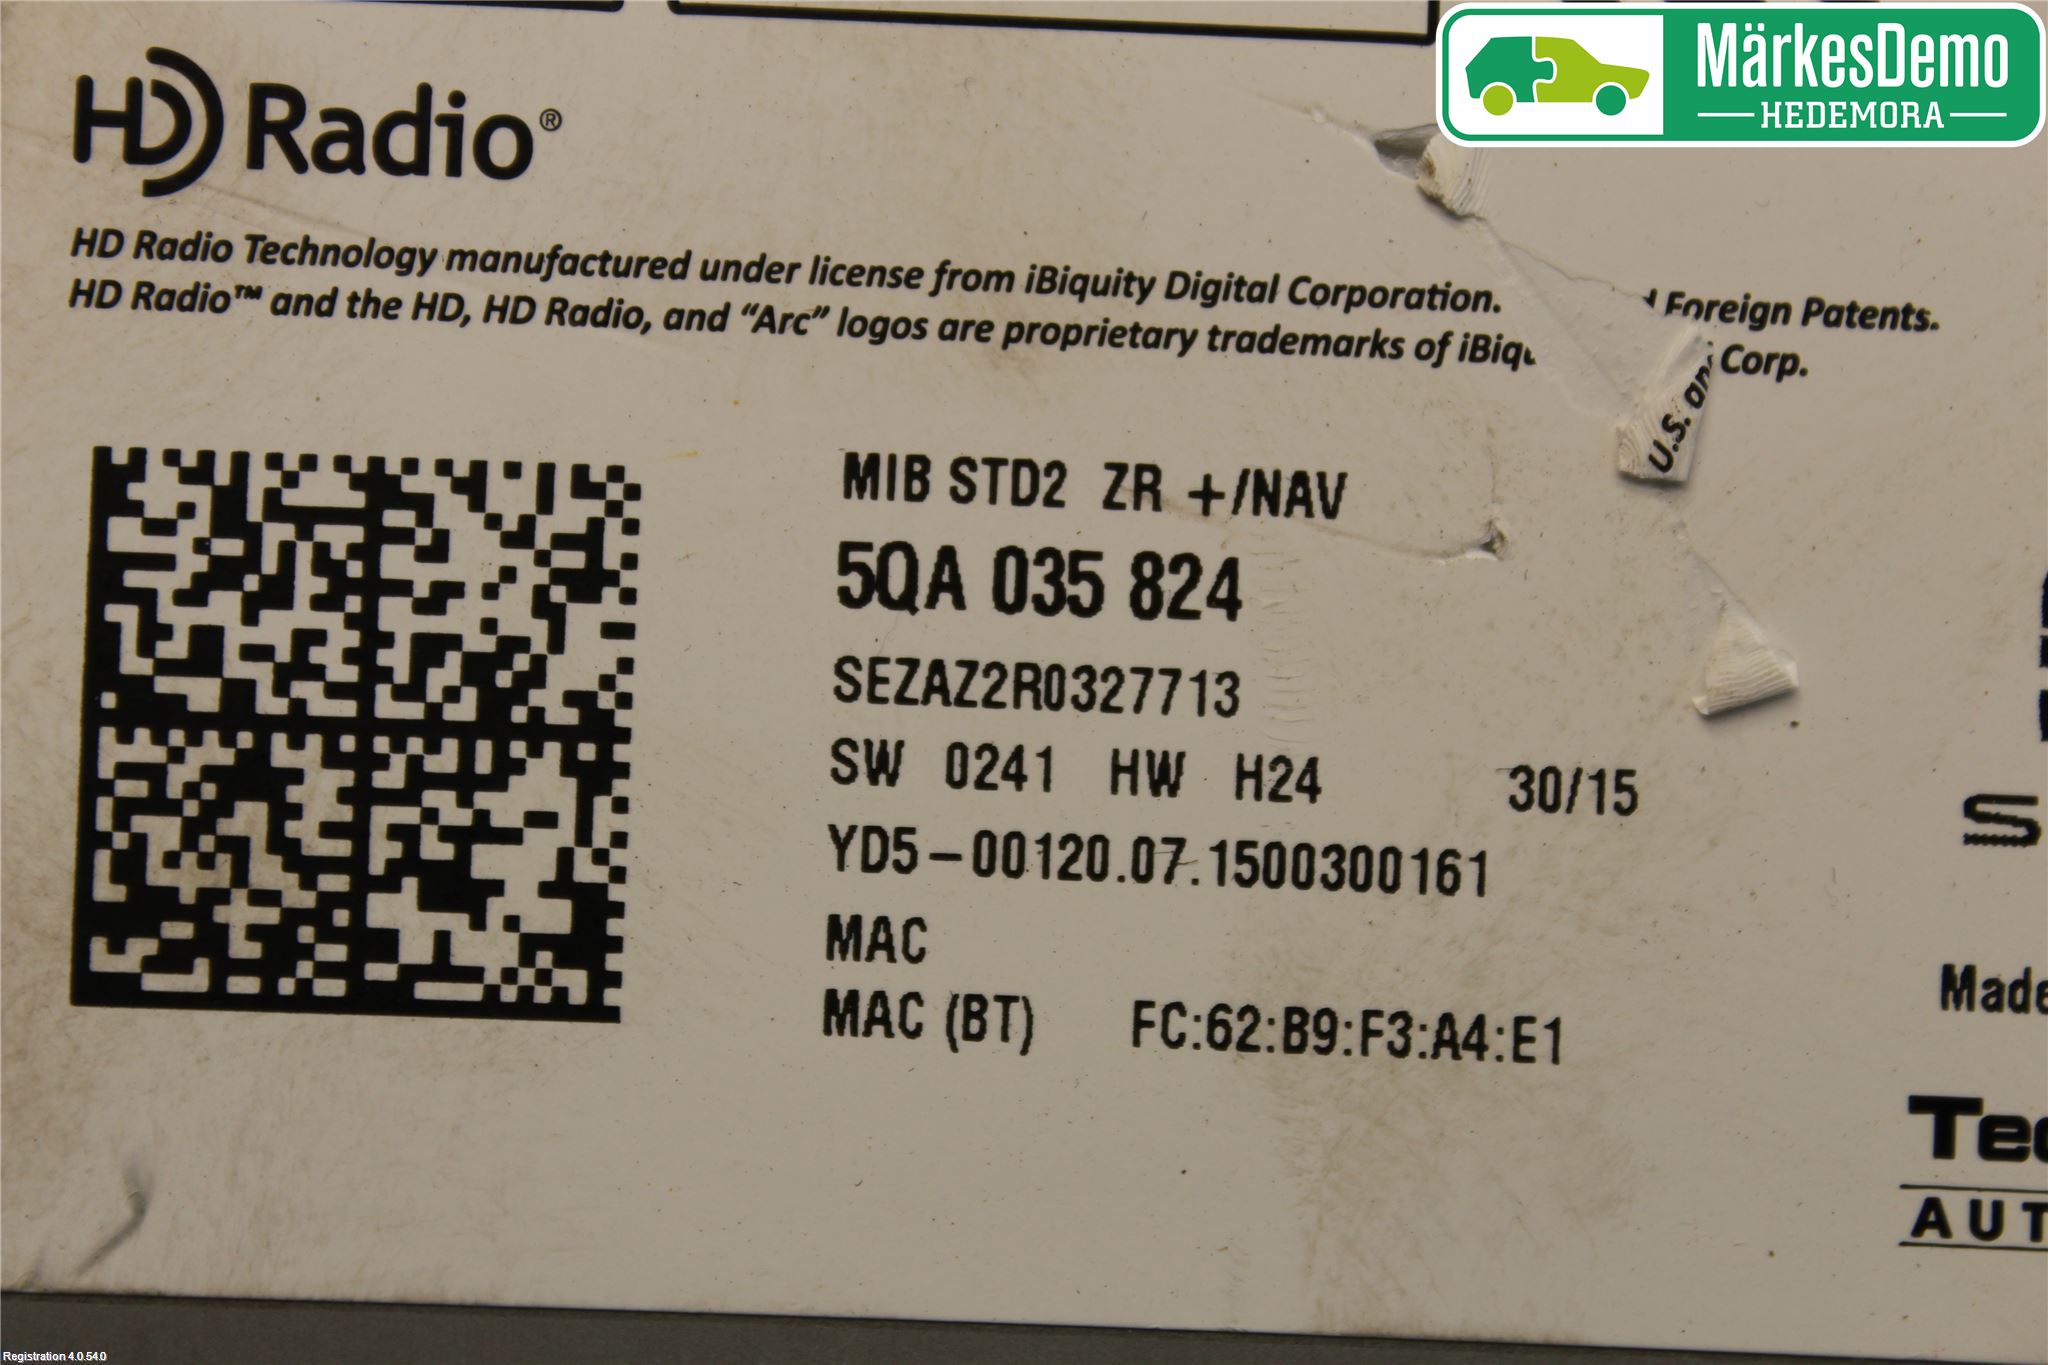 MärkesDemo
HEDEMORA
HD Radio®
HD Radio Technology manufactured under license from iBiquity Digital Corporation. Foreign Patents.
HD Radio™ and the HD, HD Radio, and “Arc” logos are proprietary trademarks of Corp.
U.S. and
MIB STD2 ZR +/NAV
5QA 035 824
SEZAZ2R0327713
SW 0241 HW H24 30/15
YD5-00120.07.1500300161
MAC
MAC (BT) FC:62:B9:F3:A4:E1
Made
AUT
Registration 4.0.54.0